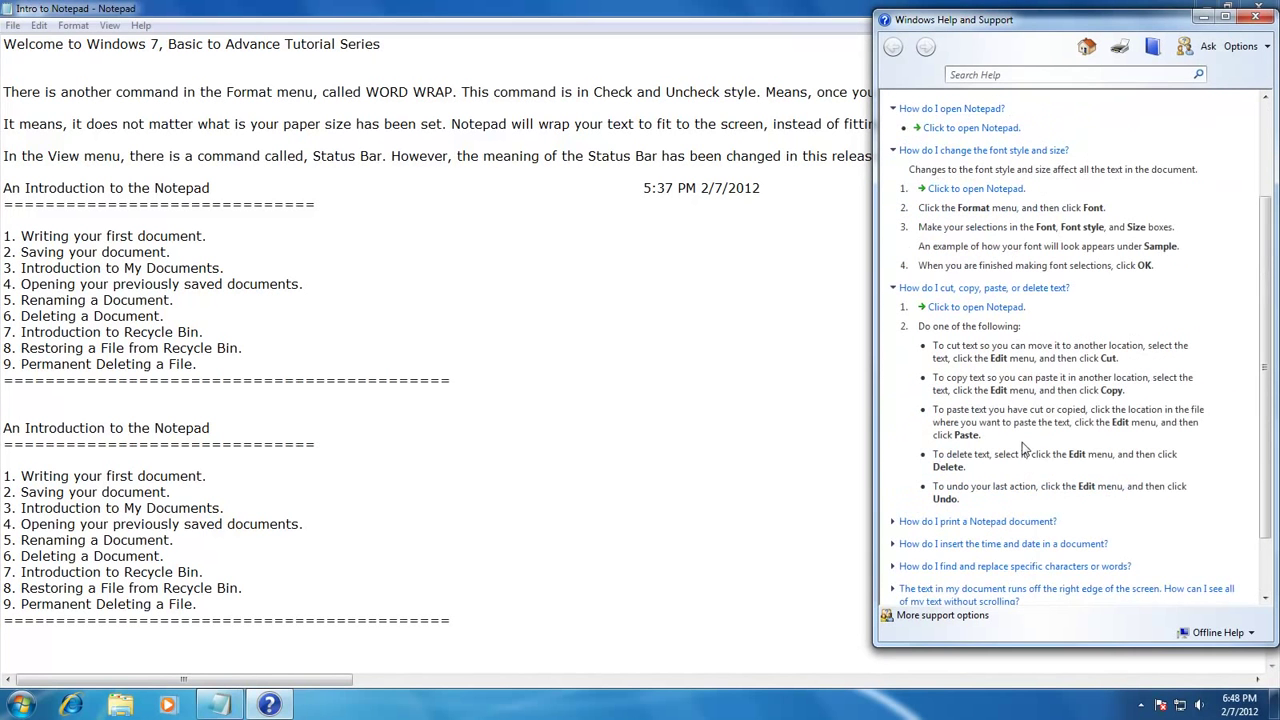 Intro to Notepad - Notepad
File Edit Format View Help
Welcome to Windows 7, Basic to Advance Tutorial Series
There is another command in the Format menu, called WORD WRAP. This command is in Check and Uncheck style. Means, once you
It means, it does not matter what is your paper size has been set. Notepad will wrap your text to fit to the screen, instead of
In the View menu, there is a command called, Status Bar. However, the meaning of the Status Bar has been changed in this
An Introduction to the Notepad 5:37 PM 2/7/2012
==============================
1. Writing your first document.
2. Saving your document.
3. Introduction to My Documents.
4. Opening your previously saved documents.
5. Renaming a Document.
6. Deleting a Document.
7. Introduction to Recycle Bin.
8. Restoring a File from Recycle Bin.
9. Permanent Deleting a File.
===========================================
An Introduction to the Notepad
==============================
1. Writing your first document.
2. Saving your document.
3. Introduction to My Documents.
4. Opening your previously saved documents.
5. Renaming a Document.
6. Deleting a Document.
7. Introduction to Recycle Bin.
8. Restoring a File from Recycle Bin.
9. Permanent Deleting a File.
===========================================
Windows Help and Support
Ask Options
Search Help
How do I open Notepad?
Click to open Notepad.
How do I change the font style and size?
Changes to the font style and size affect all the text in the document.
1. Click to open Notepad.
2. Click the Format menu, and then click Font.
3. Make your selections in the Font, Font style, and Size boxes.
An example of how your font will look appears under Sample.
4. When you are finished making font selections, click OK.
How do I cut, copy, paste, or delete text?
1. Click to open Notepad.
2. Do one of the following:
• To cut text so you can move it to another location, select the
text, click the Edit menu, and then click Cut.
• To copy text so you can paste it in another location, select the
text, click the Edit menu, and then click Copy.
• To paste text you have cut or copied, click the location in the file
where you want to paste the text, click the Edit menu, and then
click Paste.
• To delete text, select it, click the Edit menu, and then click
Delete.
• To undo your last action, click the Edit menu, and then click
Undo.
How do I print a Notepad document?
How do I insert the time and date in a document?
How do I find and replace specific characters or words?
The text in my document runs off the right edge of the screen. How can I see all
of my text without scrolling?
More support options
Offline Help
6:48 PM
2/7/2012